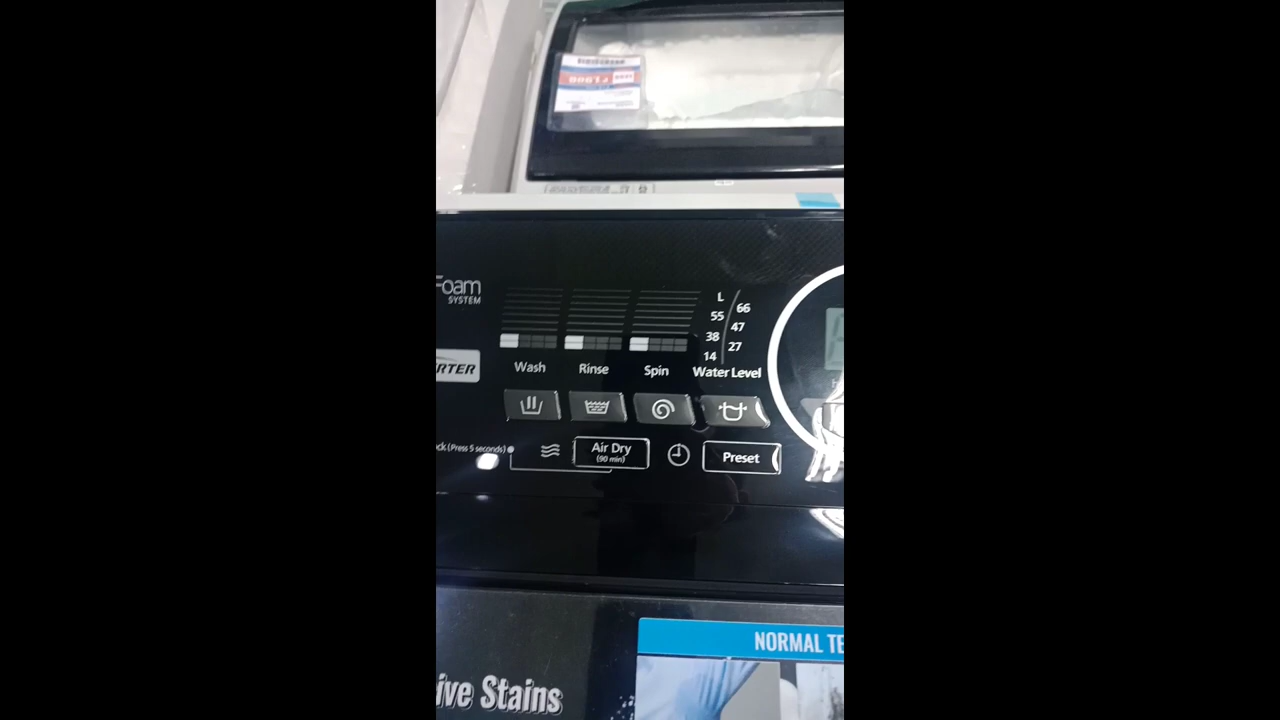 Foam
SYSTEM
L
66
55
47
38
27
14
Wash
Rinse
Spin
Water Level
RTER
ck (Press 5 seconds)
Air Dry
(90 min)
Preset
NORMAL TE
ive Stains